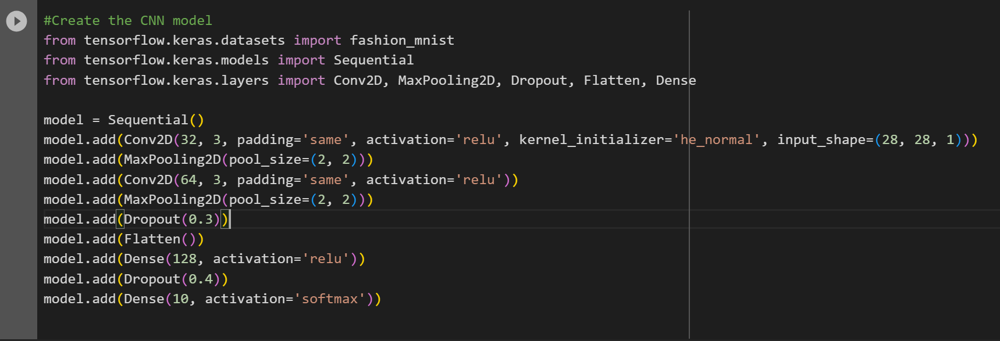 #Create the CNN model
from tensorflow.keras.datasets import fashion_mnist
from tensorflow.keras.models import Sequential
from tensorflow.keras.layers import Conv2D, MaxPooling2D, Dropout, Flatten, Dense
model = Sequential()
model.add(Conv2D(32, 3, padding='same', activation='relu', kernel_initializer='he_normal', input_shape=(28, 28, 1)))
model.add(MaxPooling2D(pool_size=(2, 2)))
model.add(Conv2D(64, 3, padding='same', activation='relu'))
model.add(MaxPooling2D(pool_size=(2, 2)))
model.add(Dropout(0.3))
model.add(Flatten())
model.add(Dense(128, activation='relu'))
model.add(Dropout(0.4))
model.add(Dense(10, activation='softmax'))